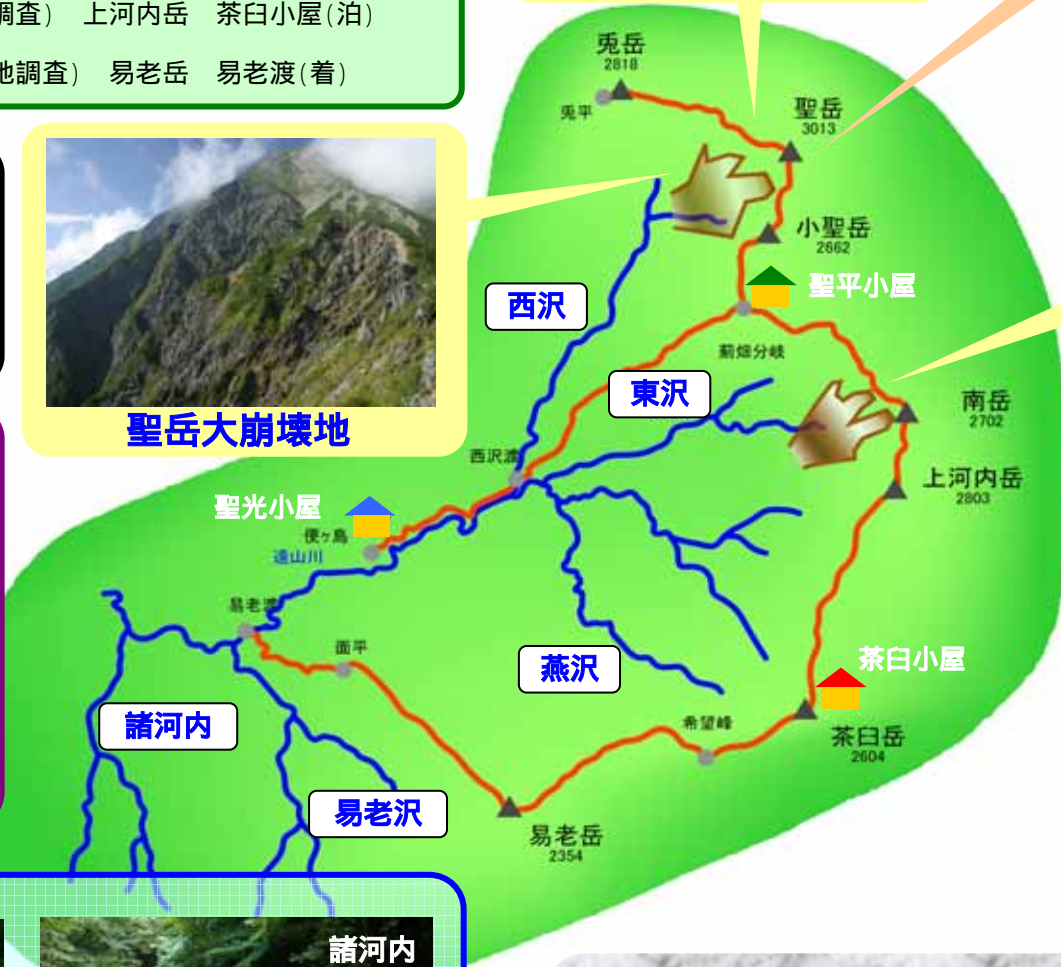 調査） 上河内岳 茶臼小屋(泊)
地調査） 易老岳 易老渡(着)
兎岳
2818
兎平
聖岳
3013
小聖岳
2662
聖平小屋
西沢
薊畑分岐
東沢
南岳
2702
聖岳大崩壊地
西沢渡
上河内岳
2803
聖光小屋
便ヶ島
遠山川
易老渡
面平
燕沢
茶臼小屋
諸河内
希望峰
茶臼岳
2604
易老沢
易老岳
2354
諸河内